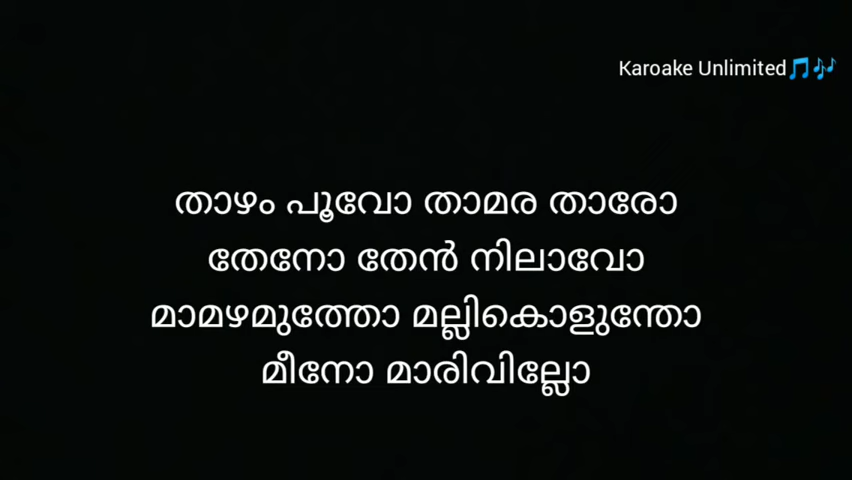 Karoake Unlimited🎵🎶
താഴം പൂവോ താമര താരോ
തേനോ തേൻ നിലാവോ
മാമഴമുത്തോ മല്ലികൊളുന്തോ
മീനോ മാരിവില്ലോ